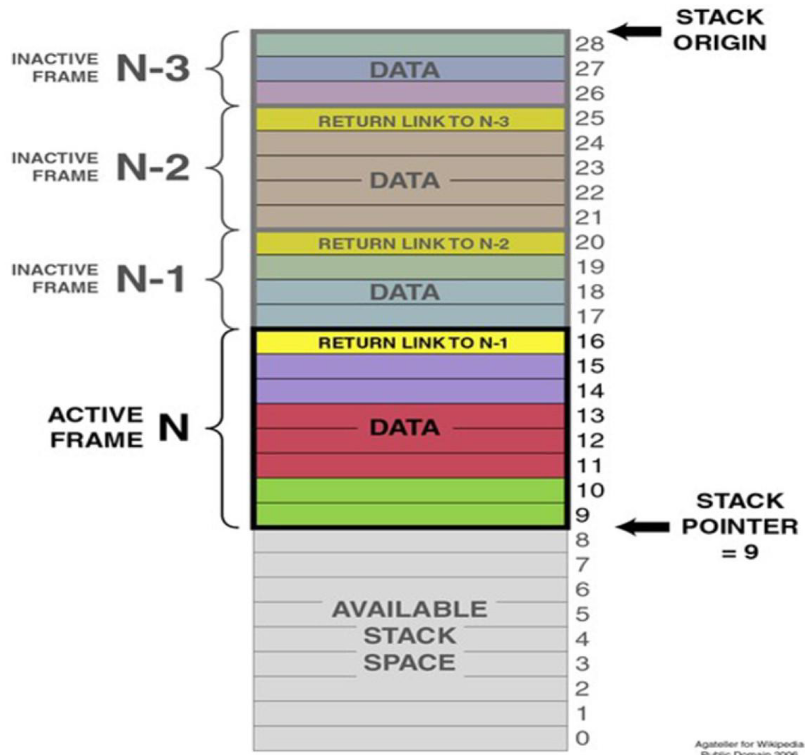 STACK
ORIGIN
INACTIVE
FRAME N-3
DATA
28
27
26
INACTIVE
FRAME N-2
RETURN LINK TO N-3
DATA
25
24
23
22
21
INACTIVE
FRAME N-1
RETURN LINK TO N-2
DATA
20
19
18
17
ACTIVE
FRAME N
RETURN LINK TO N-1
DATA
16
15
14
13
12
11
10
9
STACK
POINTER
= 9
AVAILABLE
STACK
SPACE
8
7
6
5
4
3
2
1
0
Agateller for Wikipedia
Public Domain 2006